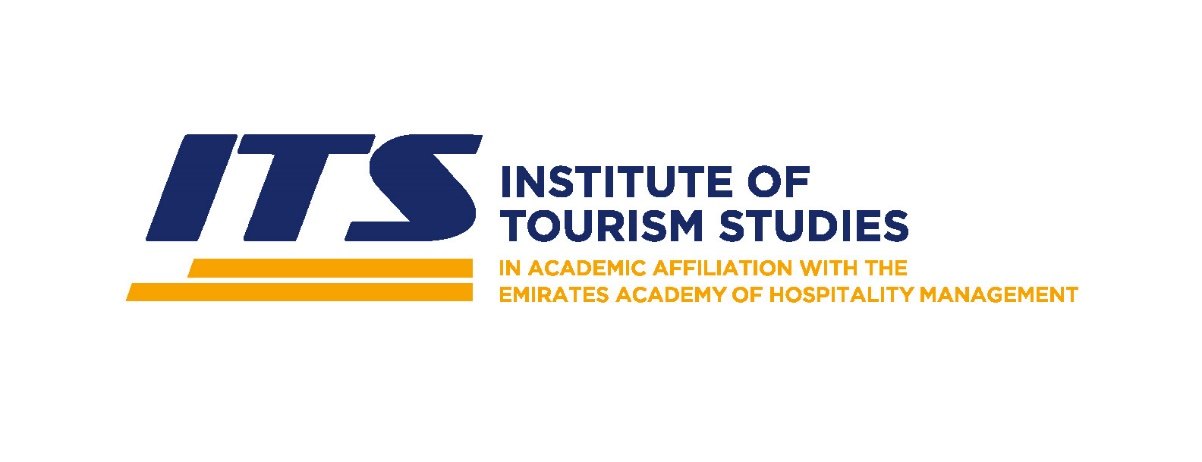 ITS
INSTITUTE OF
TOURISM STUDIES
IN ACADEMIC AFFILIATION WITH THE
EMIRATES ACADEMY OF HOSPITALITY MANAGEMENT